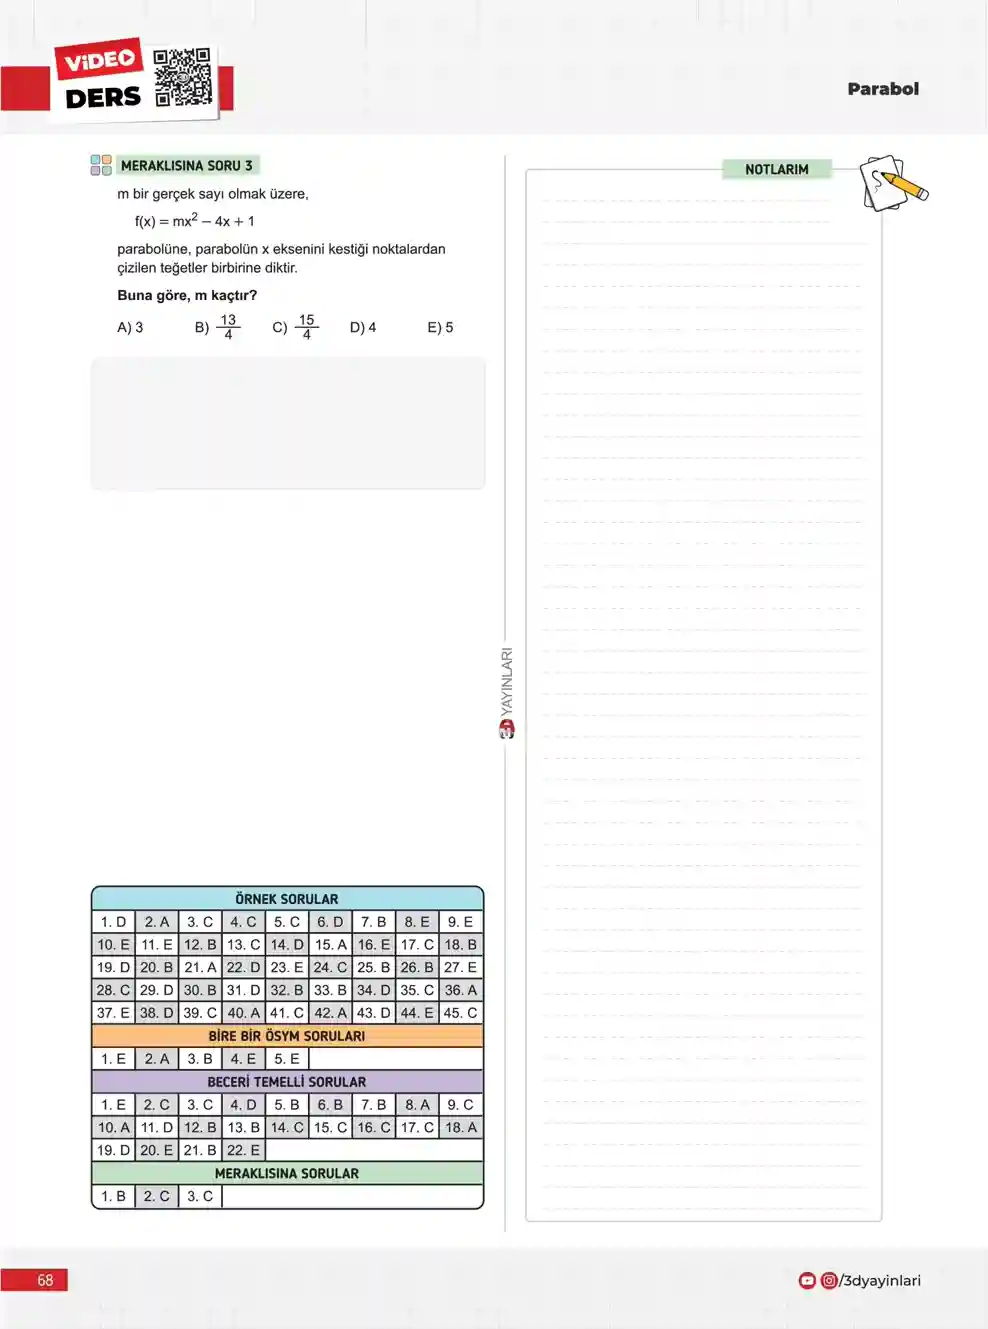 VİDEO
DERS
Parabol
MERAKLISINA SORU 3
m bir gerçek sayı olmak üzere,
f(x) = mx² – 4x + 1
parabolüne, parabolün x eksenini kestiği noktalardan
çizilen teğetler birbirine diktir.
Buna göre, m kaçtır?
A) 3 B) 13/4 C) 15/4 D) 4 E) 5
NOTLARIM
3D YAYINLARI
ÖRNEK SORULAR
1. D 2. A 3. C 4. C 5. C 6. D 7. B 8. E 9. E
10. E 11. E 12. B 13. C 14. D 15. A 16. E 17. C 18. B
19. D 20. B 21. A 22. D 23. E 24. C 25. B 26. B 27. E
28. C 29. D 30. B 31. D 32. B 33. B 34. D 35. C 36. A
37. E 38. D 39. C 40. A 41. C 42. A 43. D 44. E 45. C
BİRE BİR ÖSYM SORULARI
1. E 2. A 3. B 4. E 5. E
BECERİ TEMELLİ SORULAR
1. E 2. C 3. C 4. D 5. B 6. B 7. B 8. A 9. C
10. A 11. D 12. B 13. B 14. C 15. C 16. C 17. C 18. A
19. D 20. E 21. B 22. E
MERAKLISINA SORULAR
1. B 2. C 3. C
68
/3dyayinlari